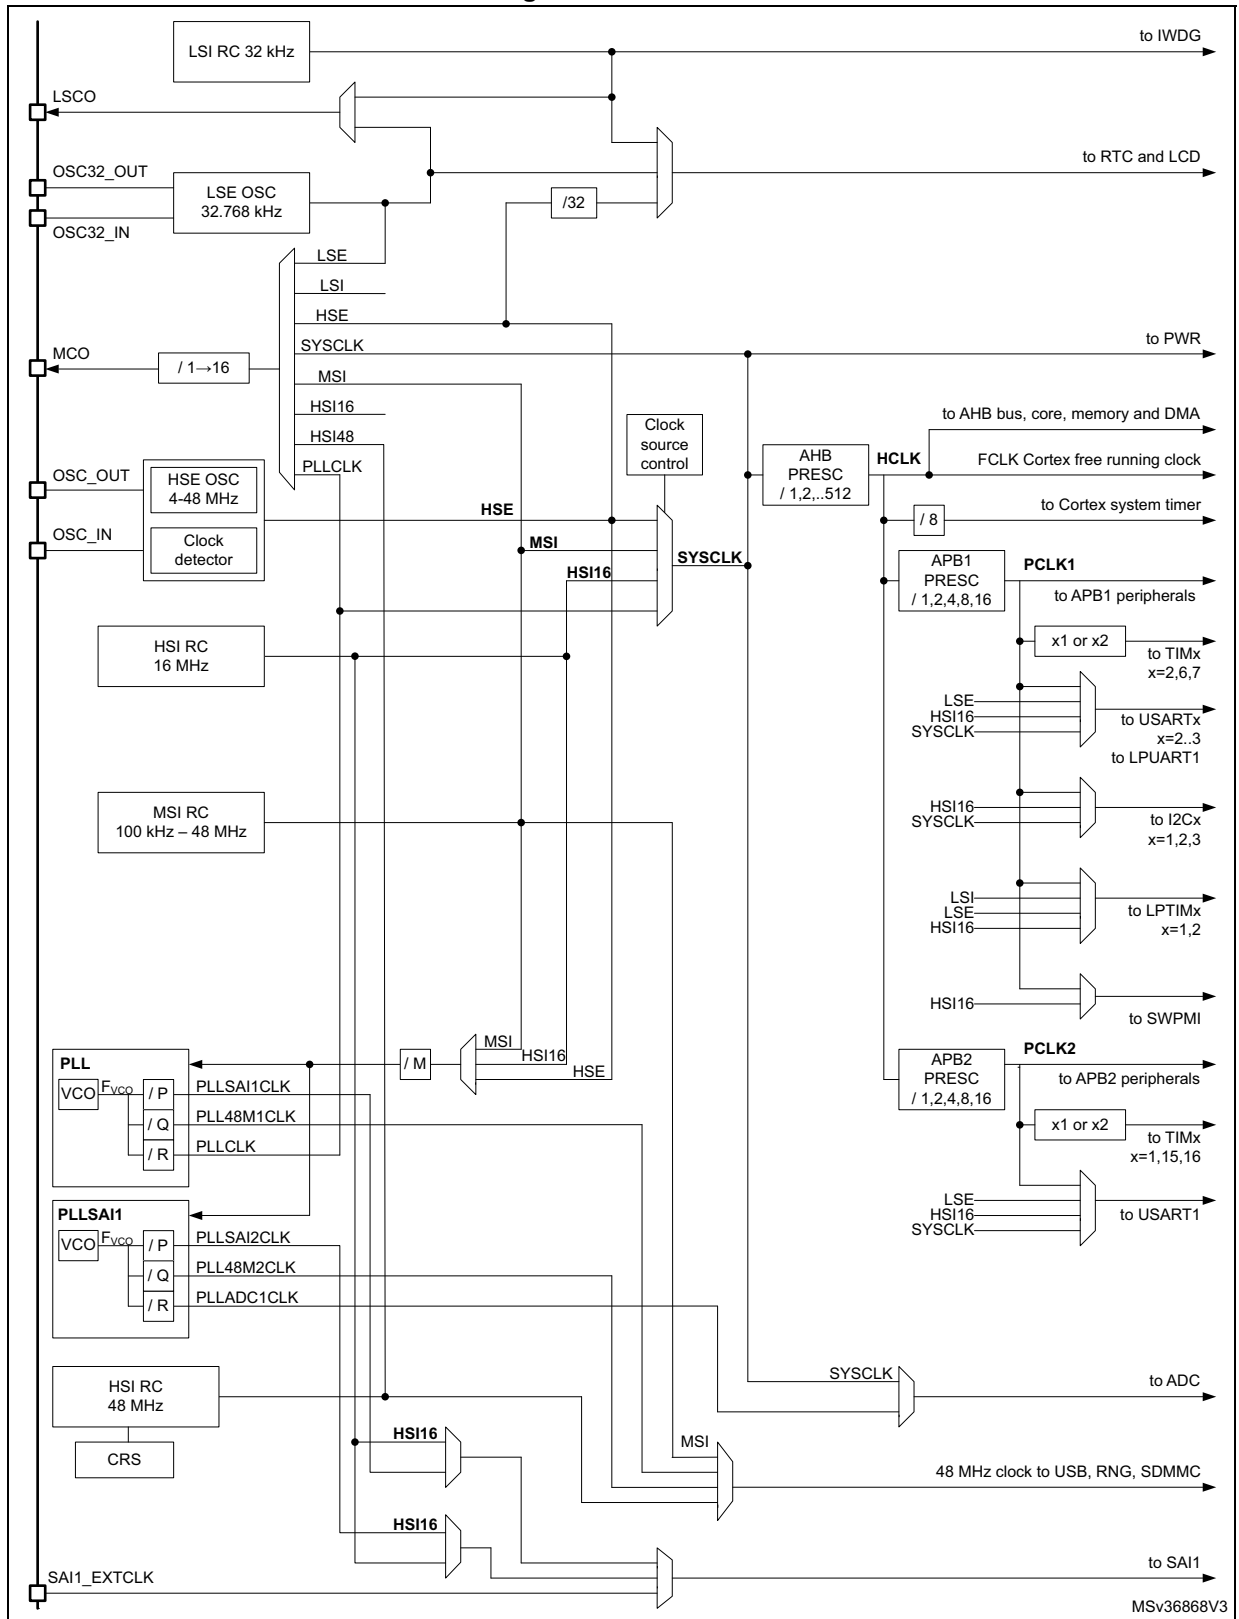 to IWDG
LSI RC 32 kHz
LSCO
to RTC and LCD
OSC32_OUT
LSE OSC
32.768 kHz
/32
OSC32_IN
LSE
LSI
HSE
SYSCLK
to PWR
MCO
/ 1→16
MSI
HSI16
HSI48
PLLCLK
Clock
source
control
to AHB bus, core, memory and DMA
AHB
PRESC
/ 1,2,..512
HCLK
FCLK Cortex free running clock
OSC_OUT
HSE OSC
4-48 MHz
OSC_IN
Clock
detector
HSE
MSI
HSI16
SYSCLK
to Cortex system timer
/ 8
APB1
PRESC
/ 1,2,4,8,16
PCLK1
to APB1 peripherals
HSI RC
16 MHz
x1 or x2
to TIMx
x=2,6,7
LSE
HSI16
SYSCLK
to USARTx
x=2..3
to LPUART1
MSI RC
100 kHz – 48 MHz
HSI16
SYSCLK
to I2Cx
x=1,2,3
LSI
LSE
HSI16
to LPTIMx
x=1,2
HSI16
to SWPMI
MSI
HSI16
HSE
/ M
PLL
VCO
FVCO
/ P
PLLSAI1CLK
/ Q
PLL48M1CLK
/ R
PLLCLK
APB2
PRESC
/ 1,2,4,8,16
PCLK2
to APB2 peripherals
x1 or x2
to TIMx
x=1,15,16
LSE
HSI16
SYSCLK
to USART1
PLLSAI1
VCO
FVCO
/ P
PLLSAI2CLK
/ Q
PLL48M2CLK
/ R
PLLADC1CLK
HSI RC
48 MHz
CRS
SYSCLK
to ADC
HSI16
MSI
48 MHz clock to USB, RNG, SDMMC
HSI16
SAI1_EXTCLK
to SAI1
MSv36868V3